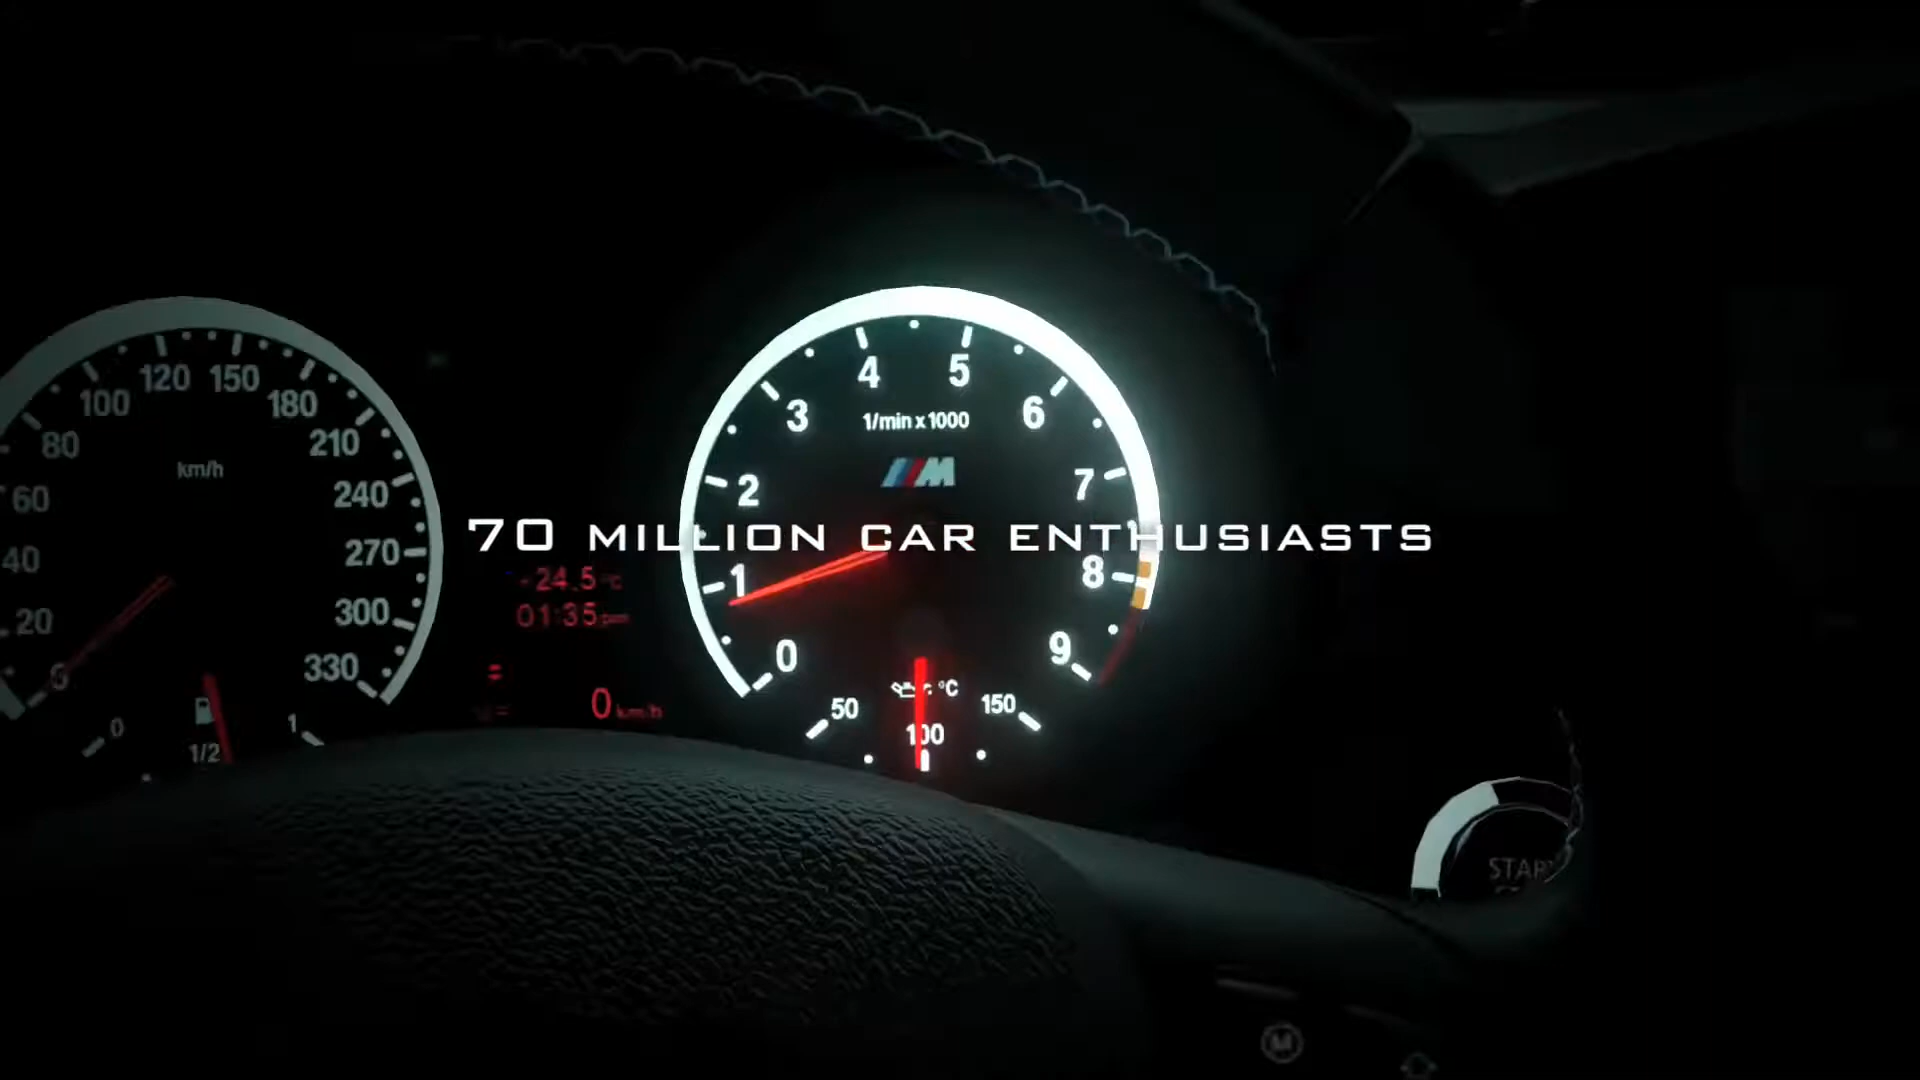 120 150
100 180
80 210
km/h
60 240
40 270
20 300
0 330
0 1
1/2
-24.5°C
01:35pm
0 km/h
4 5
3 6
1/min x 1000
M
2 7
70 MILLION CAR ENTHUSIASTS
1 8
0 9
°C
50 150
100
START
M